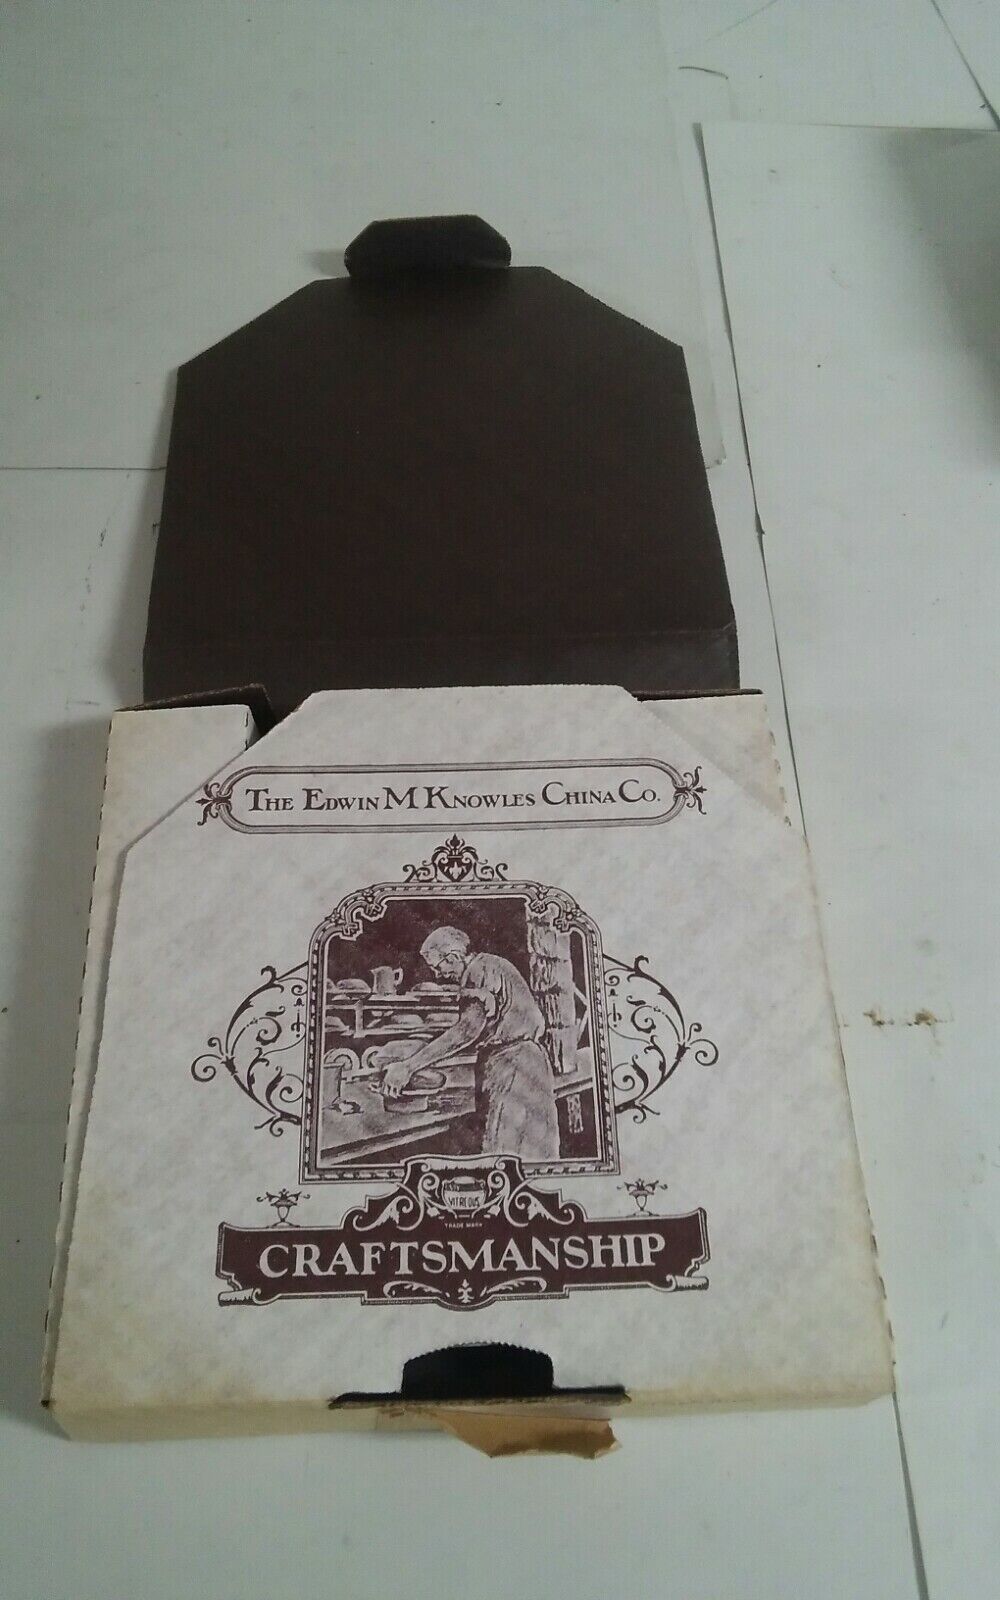 THE EDWIN M KNOWLES CHINA CO.
VITREOUS
TRADE MARK
CRAFTSMANSHIP